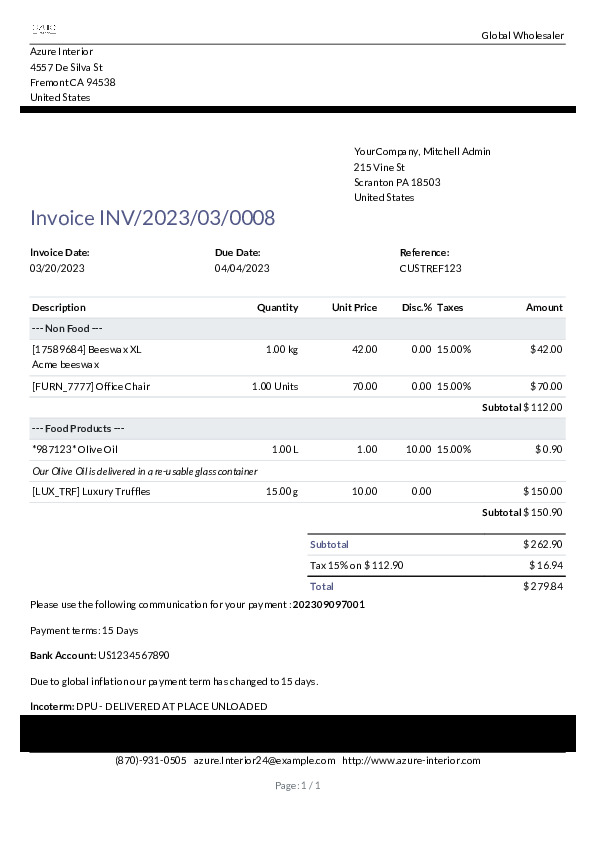 Global Wholesaler
Azure Interior
4557 De Silva St
Fremont CA 94538
United States
YourCompany, Mitchell Admin
215 Vine St
Scranton PA 18503
United States
Invoice INV/2023/03/0008
Invoice Date: Due Date: Reference:
03/20/2023 04/04/2023 CUSTREF123
Description Quantity Unit Price Disc.% Taxes Amount
--- Non Food ---
[17589684] Beeswax XL 1.00 kg 42.00 0.00 15.00% $ 42.00
Acme beeswax
[FURN_7777] Office Chair 1.00 Units 70.00 0.00 15.00% $ 70.00
Subtotal $ 112.00
--- Food Products ---
*987123* Olive Oil 1.00 L 1.00 10.00 15.00% $ 0.90
Our Olive Oil is delivered in a re-usable glass container
[LUX_TRF] Luxury Truffles 15.00 g 10.00 0.00 $ 150.00
Subtotal $ 150.90
Subtotal $ 262.90
Tax 15% on $ 112.90 $ 16.94
Total $ 279.84
Please use the following communication for your payment : 202309097001
Payment terms: 15 Days
Bank Account: US1234567890
Due to global inflation our payment term has changed to 15 days.
Incoterm: DPU - DELIVERED AT PLACE UNLOADED
(870)-931-0505 azure.Interior24@example.com http://www.azure-interior.com
Page: 1 / 1